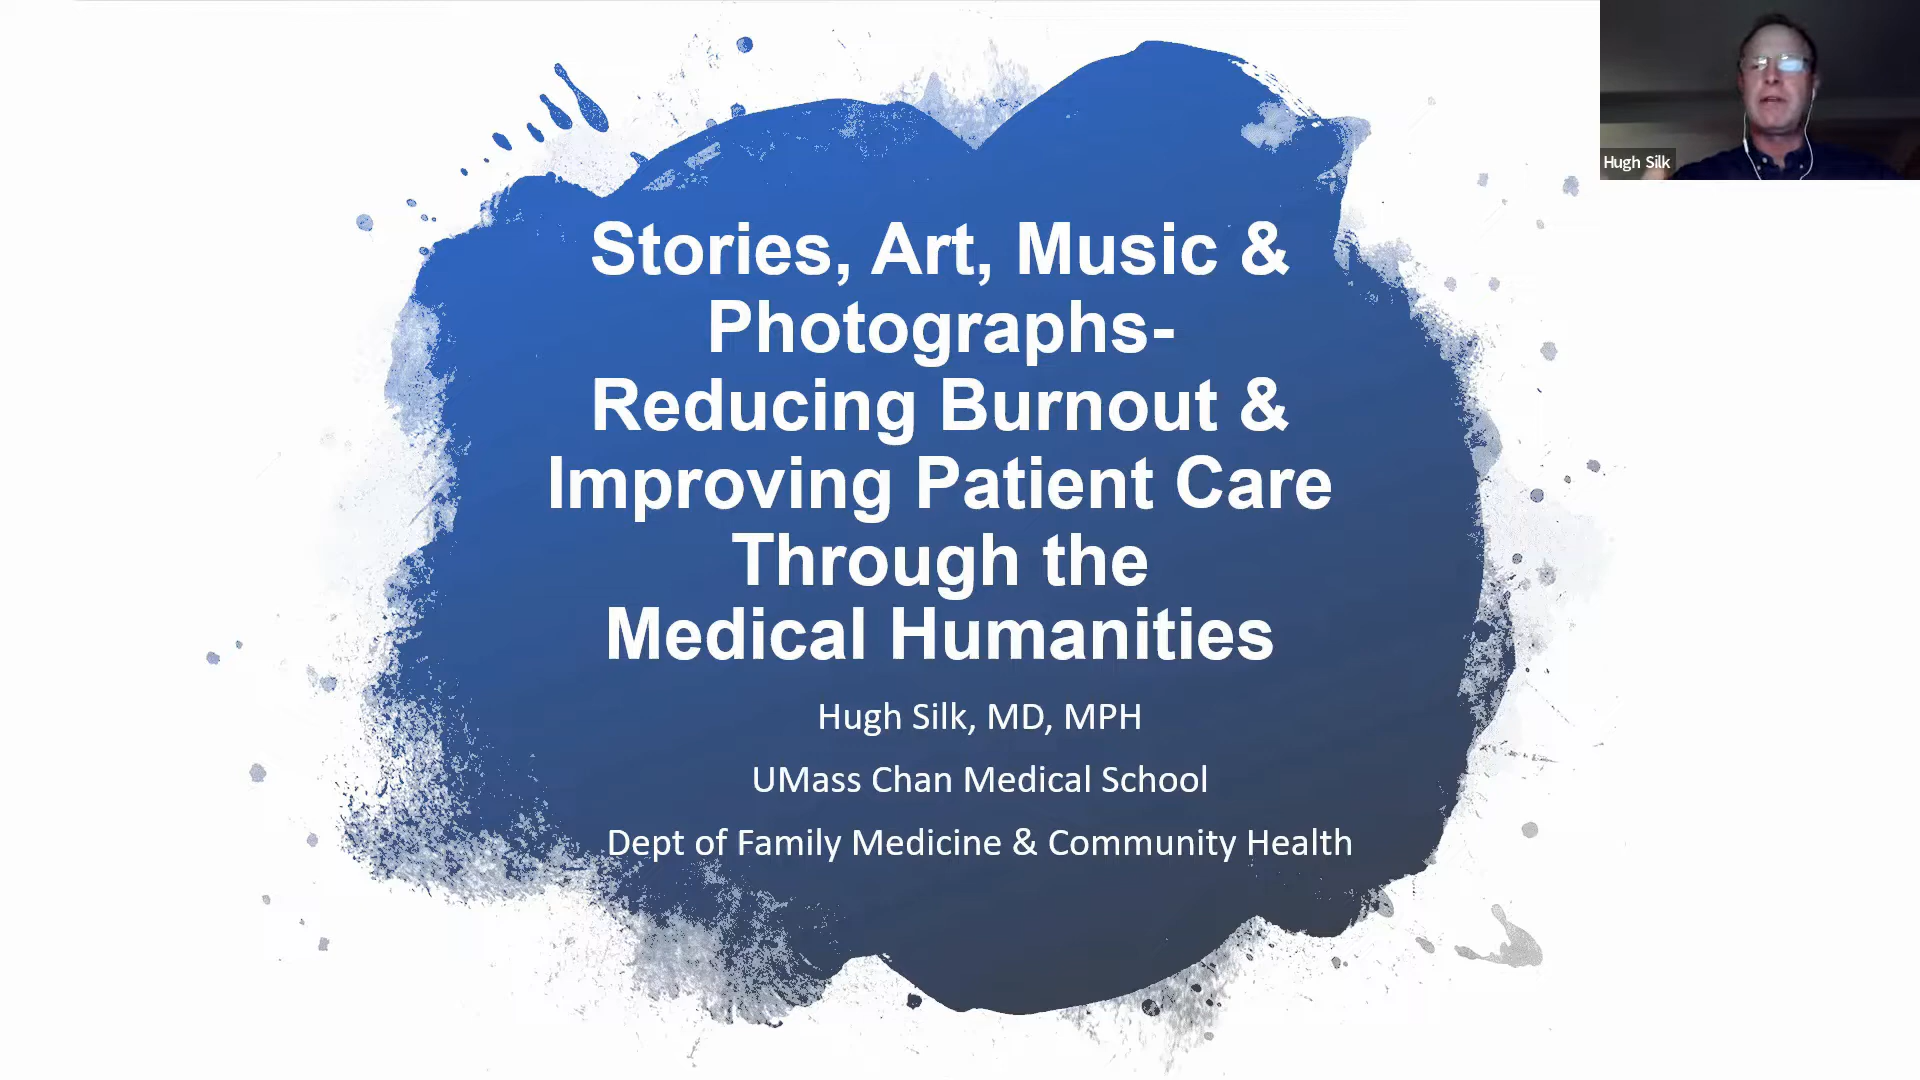 Stories, Art, Music &
Photographs-
Reducing Burnout &
Improving Patient Care
Through the
Medical Humanities
Hugh Silk, MD, MPH
UMass Chan Medical School
Dept of Family Medicine & Community Health
Hugh Silk